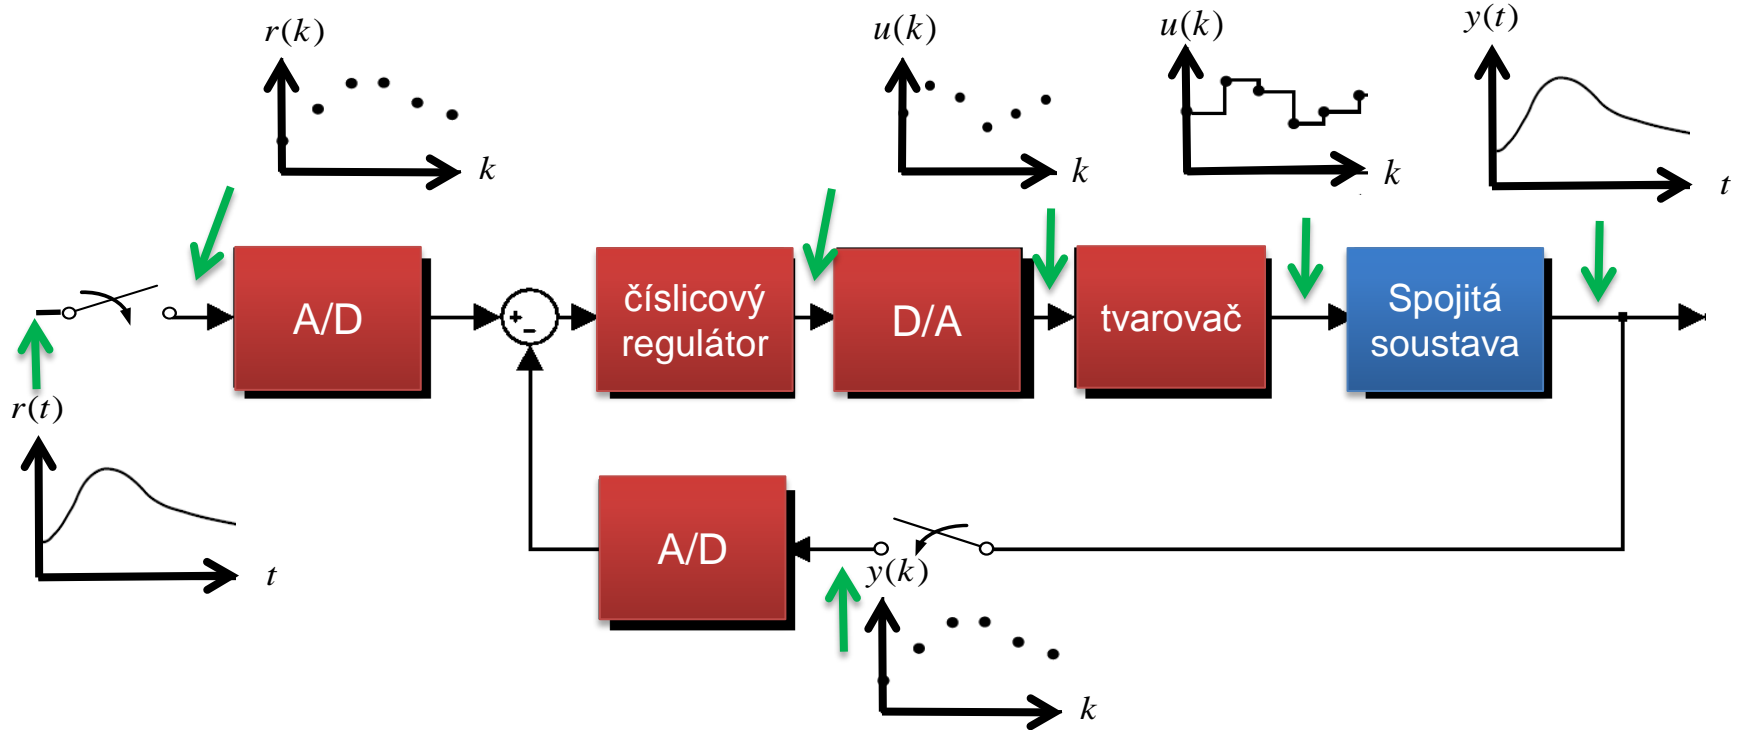 r(k)
k
u(k)
k
u(k)
k
y(t)
t
A/D
+
-
číslicový
regulátor
D/A
tvarovač
Spojitá
soustava
r(t)
t
A/D
y(k)
k